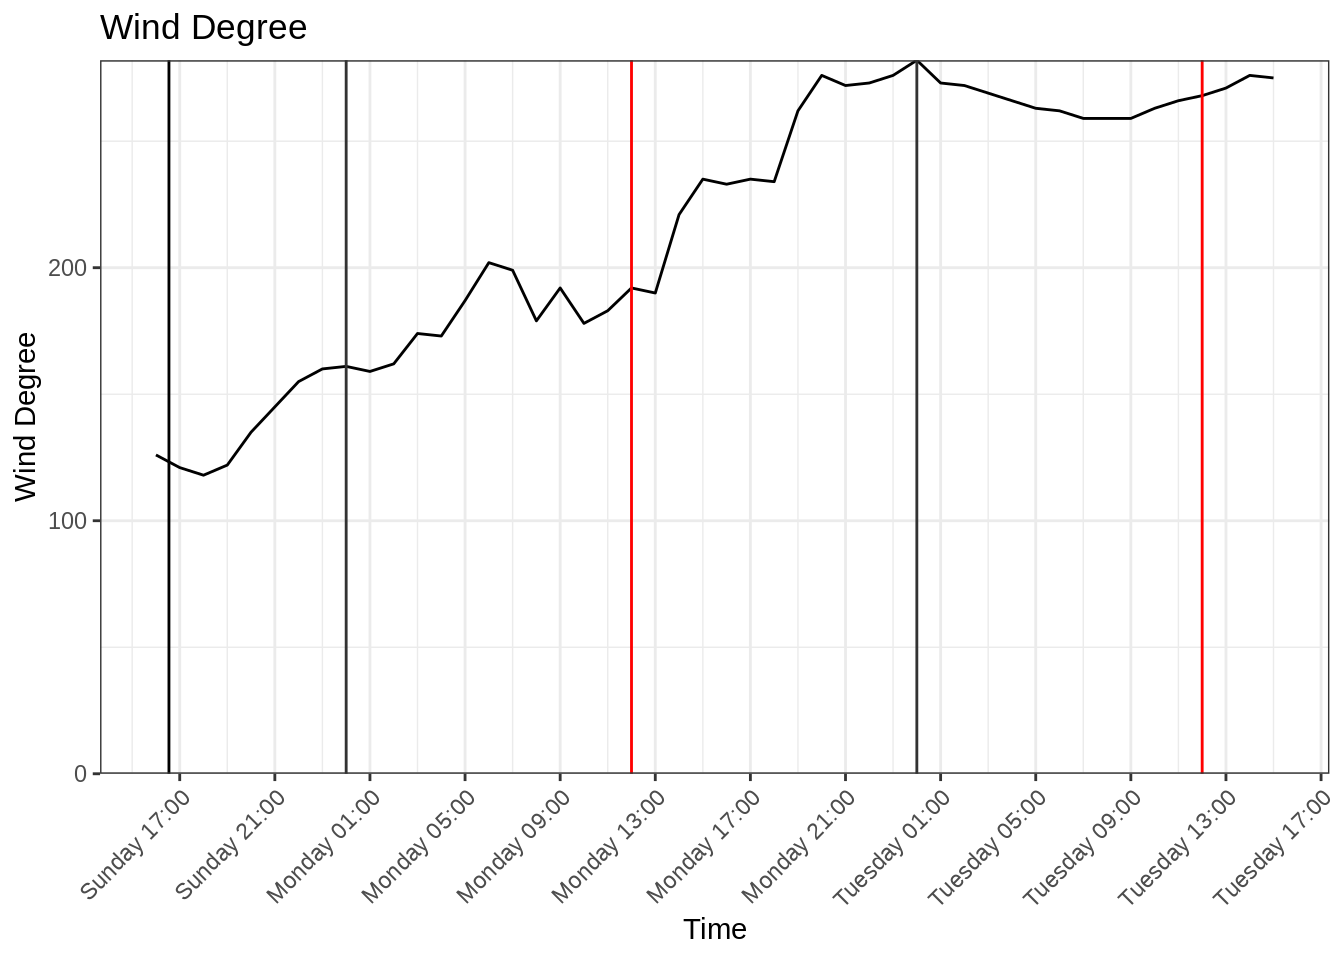 Wind Degree
Wind Degree
200
100
0
Sunday 17:00
Sunday 21:00
Monday 01:00
Monday 05:00
Monday 09:00
Monday 13:00
Monday 17:00
Monday 21:00
Tuesday 01:00
Tuesday 05:00
Tuesday 09:00
Tuesday 13:00
Tuesday 17:00
Time